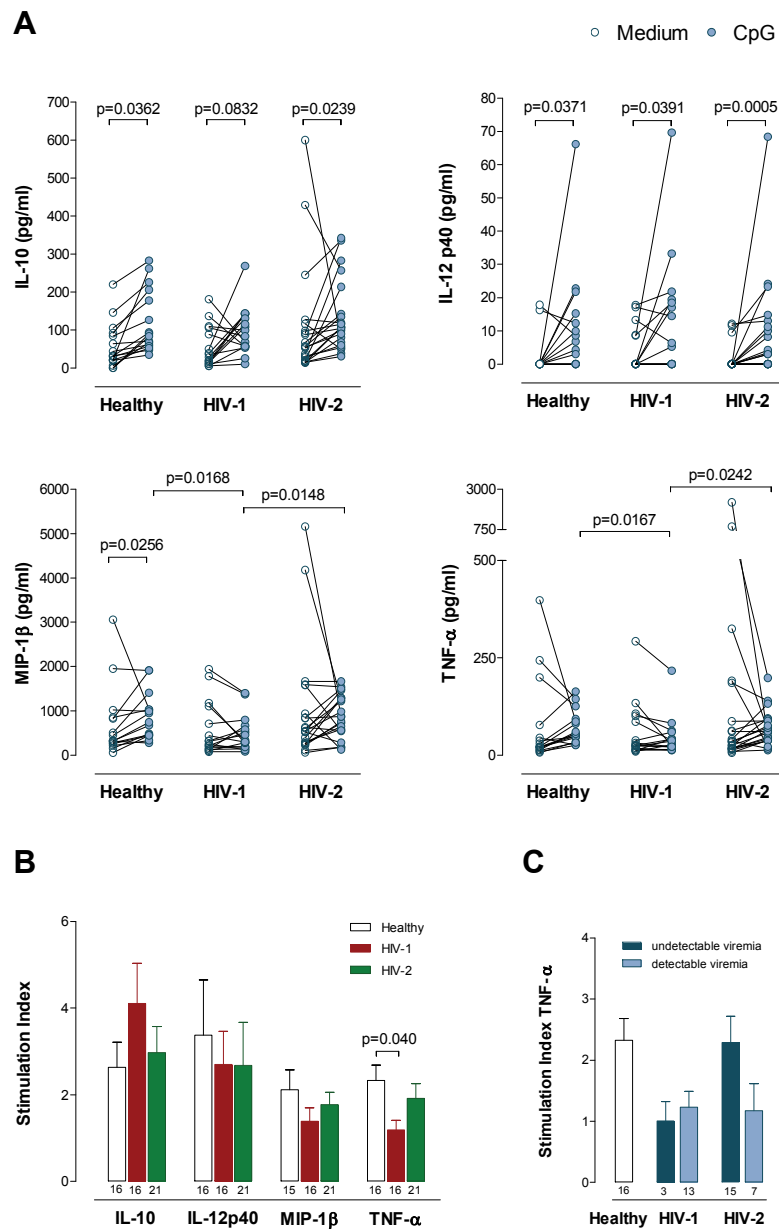 A
Medium CpG
p=0.0362 p=0.0832 p=0.0239
700
600
500
400
300
200
100
0
IL-10 (pg/ml)
Healthy HIV-1 HIV-2
p=0.0371 p=0.0391 p=0.0005
80
70
60
50
40
30
20
10
0
IL-12 p40 (pg/ml)
Healthy HIV-1 HIV-2
p=0.0168
p=0.0148
p=0.0256
6000
5000
4000
3000
2000
1000
0
MIP-1β (pg/ml)
Healthy HIV-1 HIV-2
p=0.0242
p=0.0167
3000
750
500
250
0
TNF-α (pg/ml)
Healthy HIV-1 HIV-2
B
Healthy
HIV-1
HIV-2
p=0.040
6
4
2
0
Stimulation Index
16 16 21 16 16 21 15 16 21 16 16 21
IL-10 IL-12p40 MIP-1β TNF-α
C
undetectable viremia
detectable viremia
4
3
2
1
0
Stimulation Index TNF-α
16 3 13 15 7
Healthy HIV-1 HIV-2